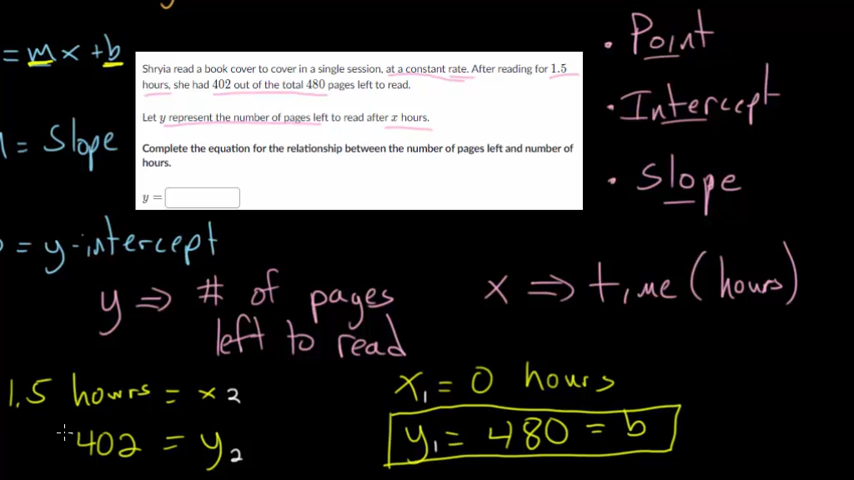 = mx + b
• Point
Shryia read a book cover to cover in a single session, at a constant rate. After reading for 1.5
hours, she had 402 out of the total 480 pages left to read.
Let y represent the number of pages left to read after x hours.
Complete the equation for the relationship between the number of pages left and number of
hours.
y =
• Intercept
= Slope
• Slope
= y-intercept
y ⇒ # of pages
left to read
x ⇒ time (hours)
1.5 hours = x2
402 = y2
x1 = 0 hours
y1 = 480 = b